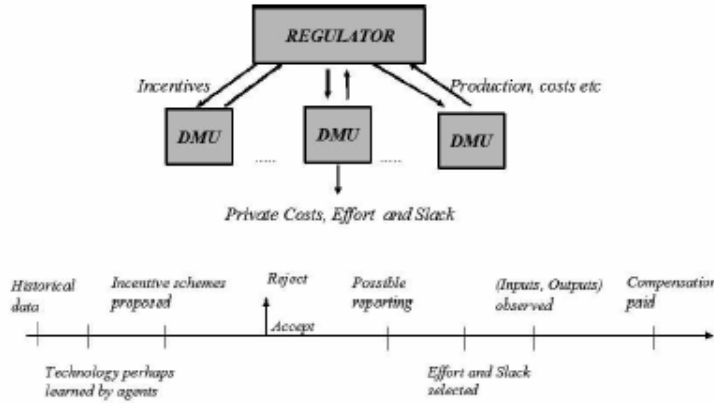 REGULATOR
Incentives
Production, costs etc
DMU
DMU
DMU
.....
.....
Private Costs, Effort and Slack
Historical
data
Incentive schemes
proposed
Reject
Accept
Possible
reporting
(Inputs, Outputs)
observed
Compensation
paid
Technology perhaps
learned by agents
Effort and Slack
selected